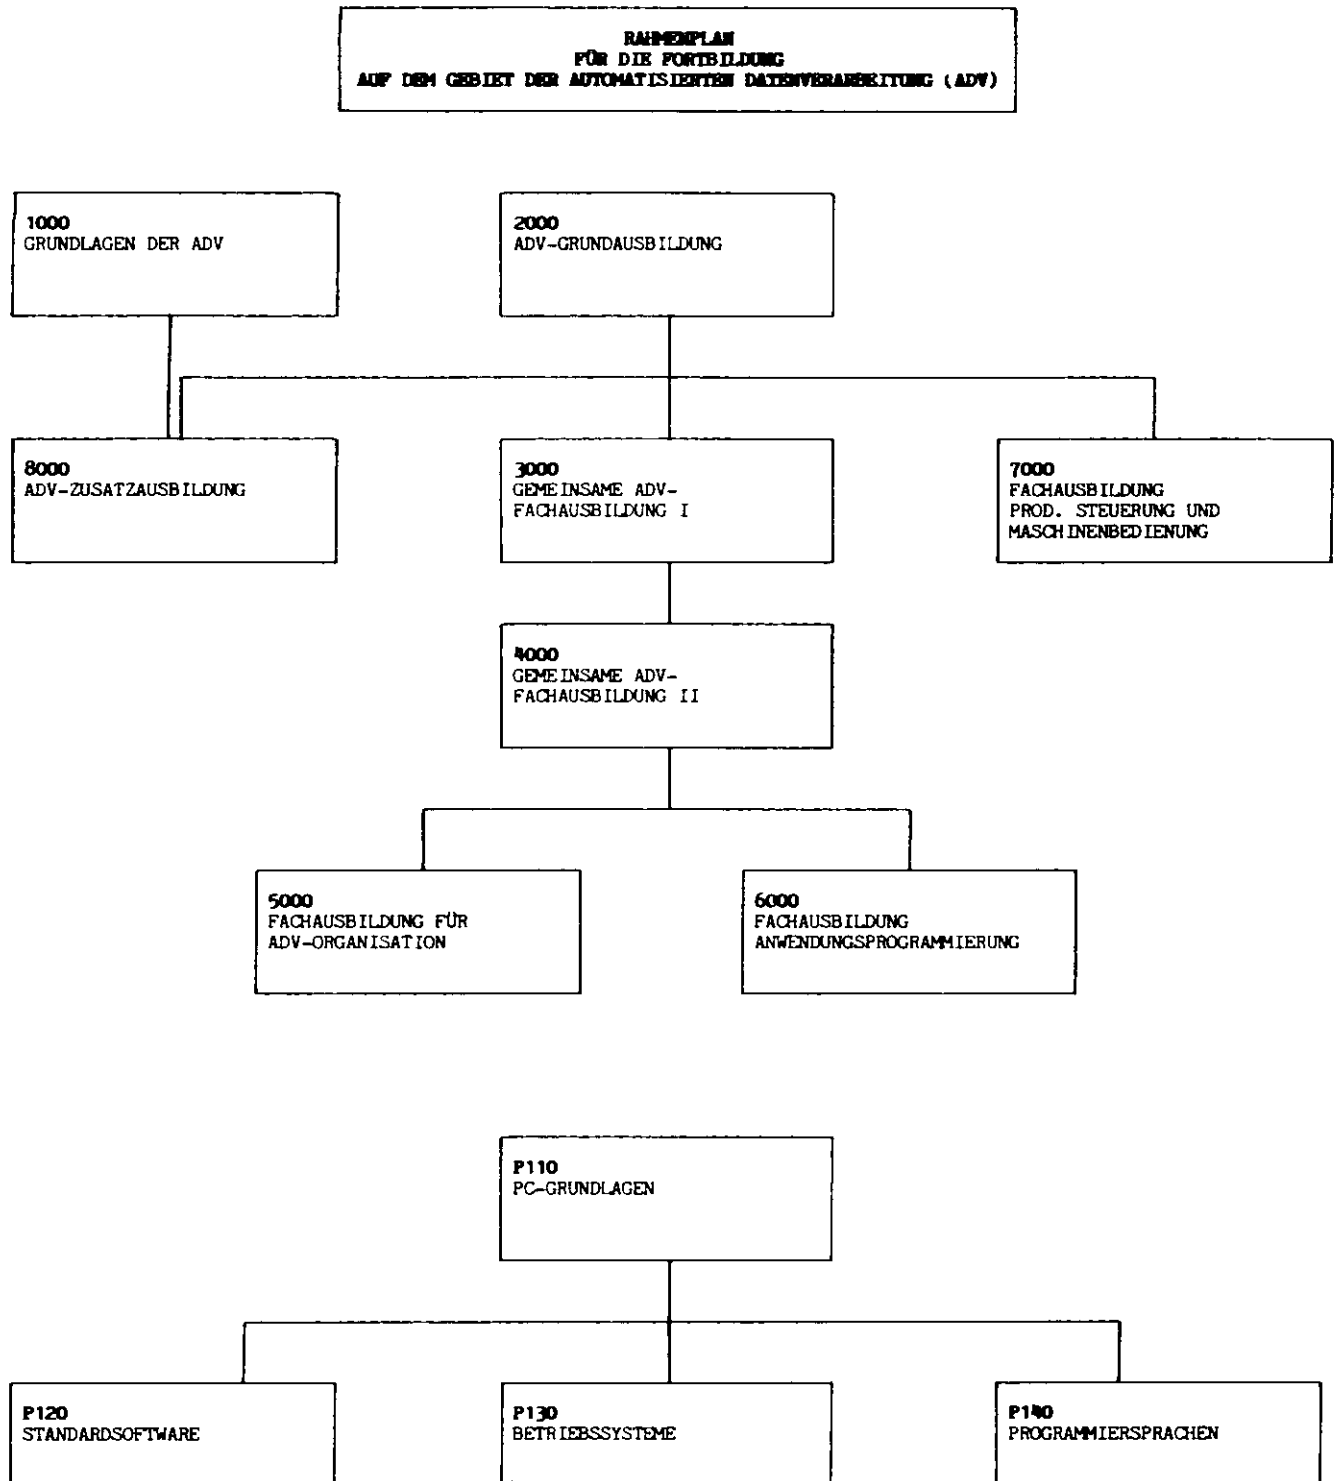 RAHMENPLAN
FÜR DIE FORTBILDUNG
AUF DEM GEBIET DER AUTOMATISIERTEN DATENVERARBEITUNG (ADV)
1000
GRUNDLAGEN DER ADV
2000
ADV-GRUNDAUSBILDUNG
8000
ADV-ZUSATZAUSBILDUNG
3000
GEMEINSAME ADV-
FACHAUSBILDUNG I
7000
FACHAUSBILDUNG
PROD. STEUERUNG UND
MASCHINENBEDIENUNG
4000
GEMEINSAME ADV-
FACHAUSBILDUNG II
5000
FACHAUSBILDUNG FÜR
ADV-ORGANISATION
6000
FACHAUSBILDUNG
ANWENDUNGSPROGRAMMIERUNG
P110
PC-GRUNDLAGEN
P120
STANDARDSOFTWARE
P130
BETRIEBSSYSTEME
P140
PROGRAMMIERSPRACHEN